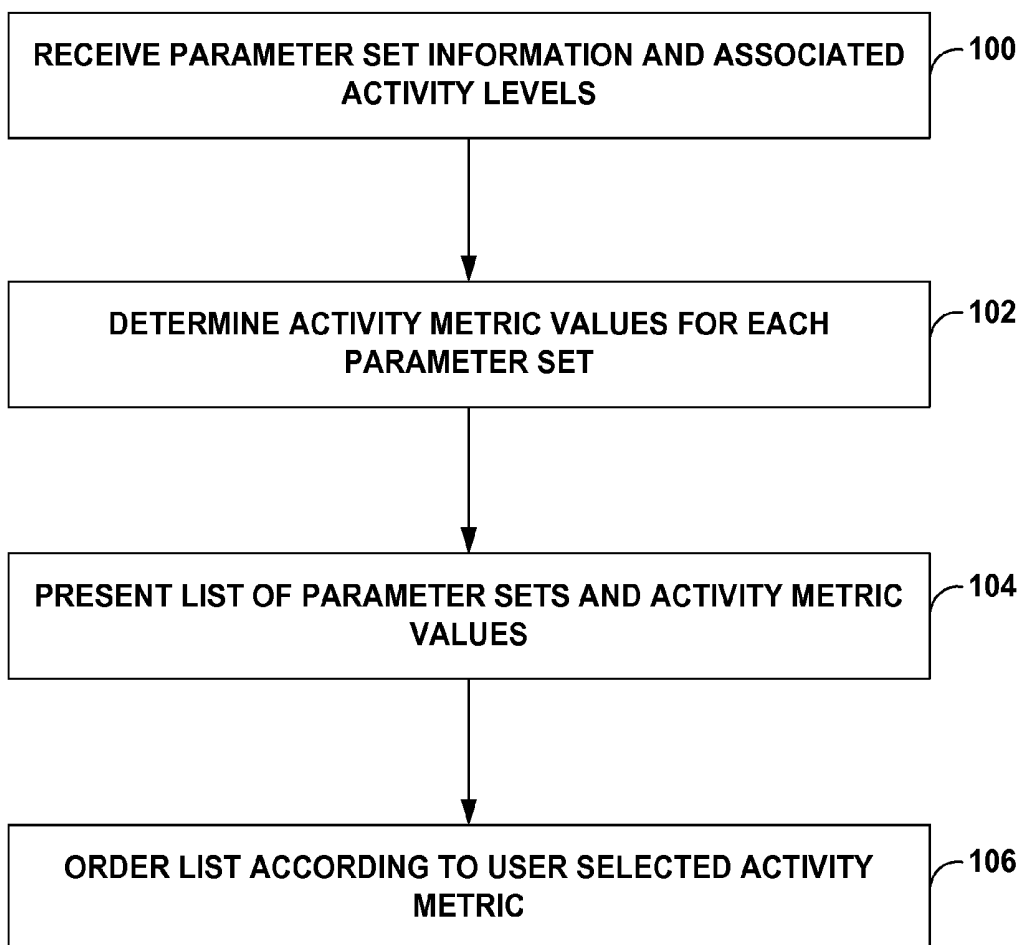 RECEIVE PARAMETER SET INFORMATION AND ASSOCIATED
ACTIVITY LEVELS
100
DETERMINE ACTIVITY METRIC VALUES FOR EACH
PARAMETER SET
102
PRESENT LIST OF PARAMETER SETS AND ACTIVITY METRIC
VALUES
104
ORDER LIST ACCORDING TO USER SELECTED ACTIVITY
METRIC
106